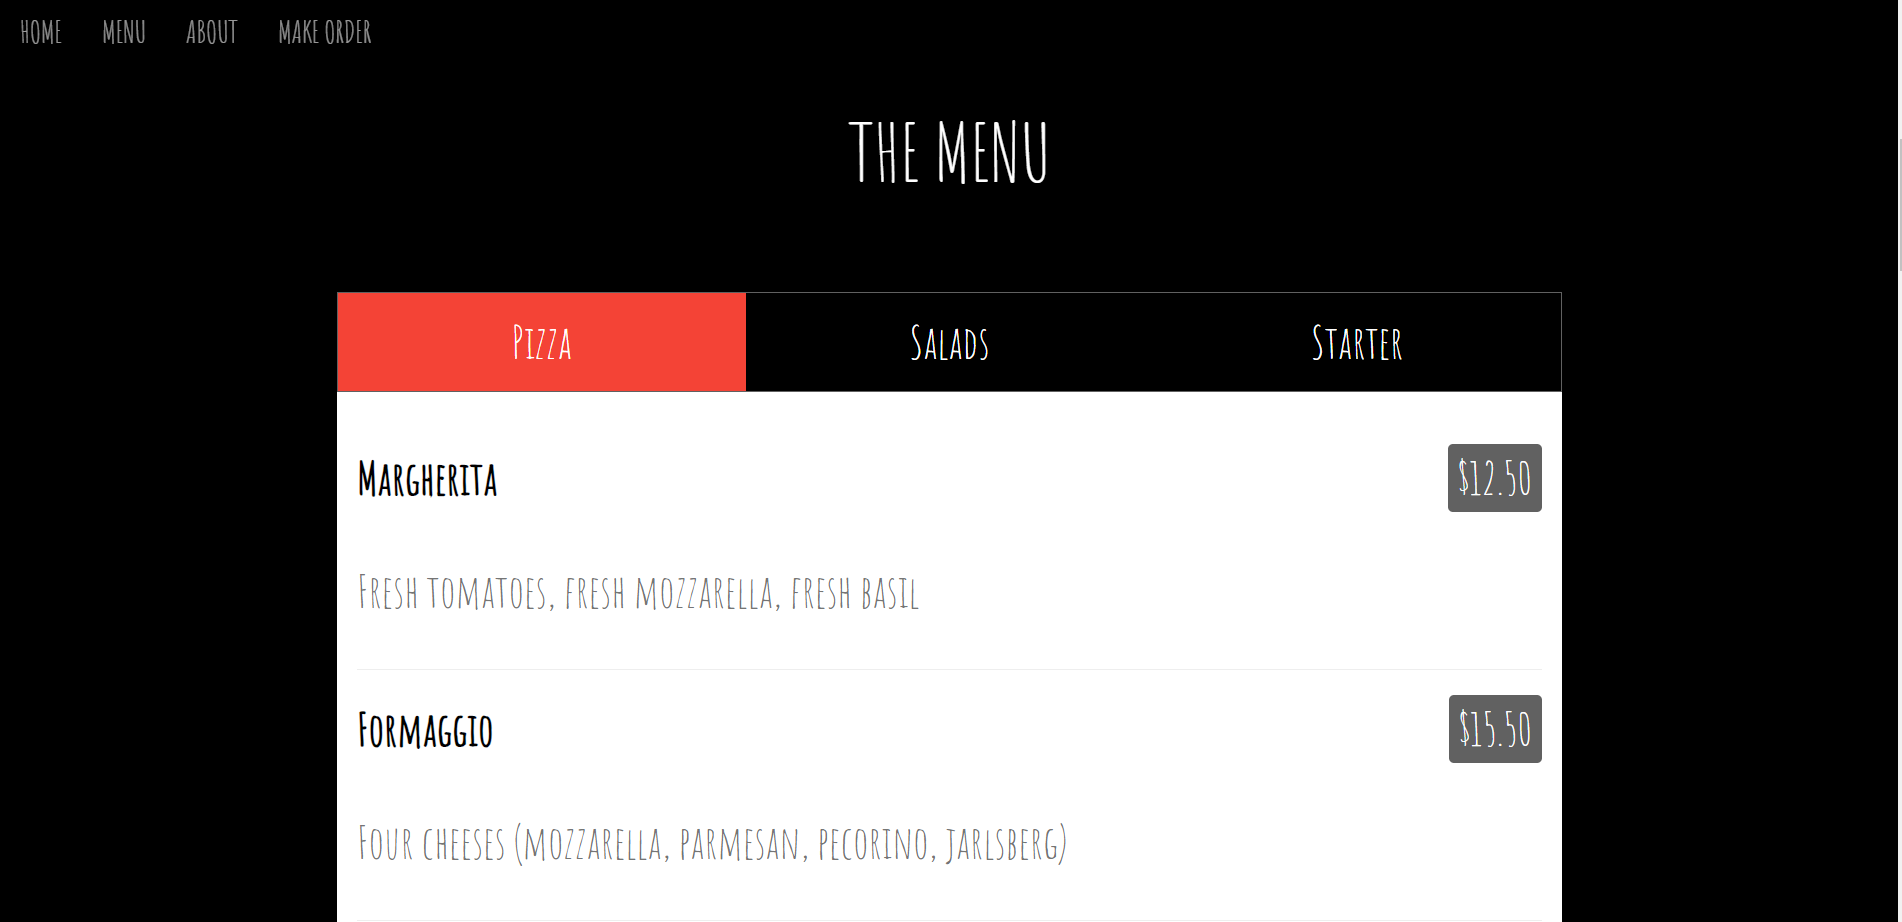 HOME MENU ABOUT MAKE ORDER
THE MENU
Pizza Salads Starter
Margherita $12.50
Fresh tomatoes, fresh mozzarella, fresh basil
Formaggio $15.50
Four cheeses (mozzarella, parmesan, pecorino, jarlsberg)